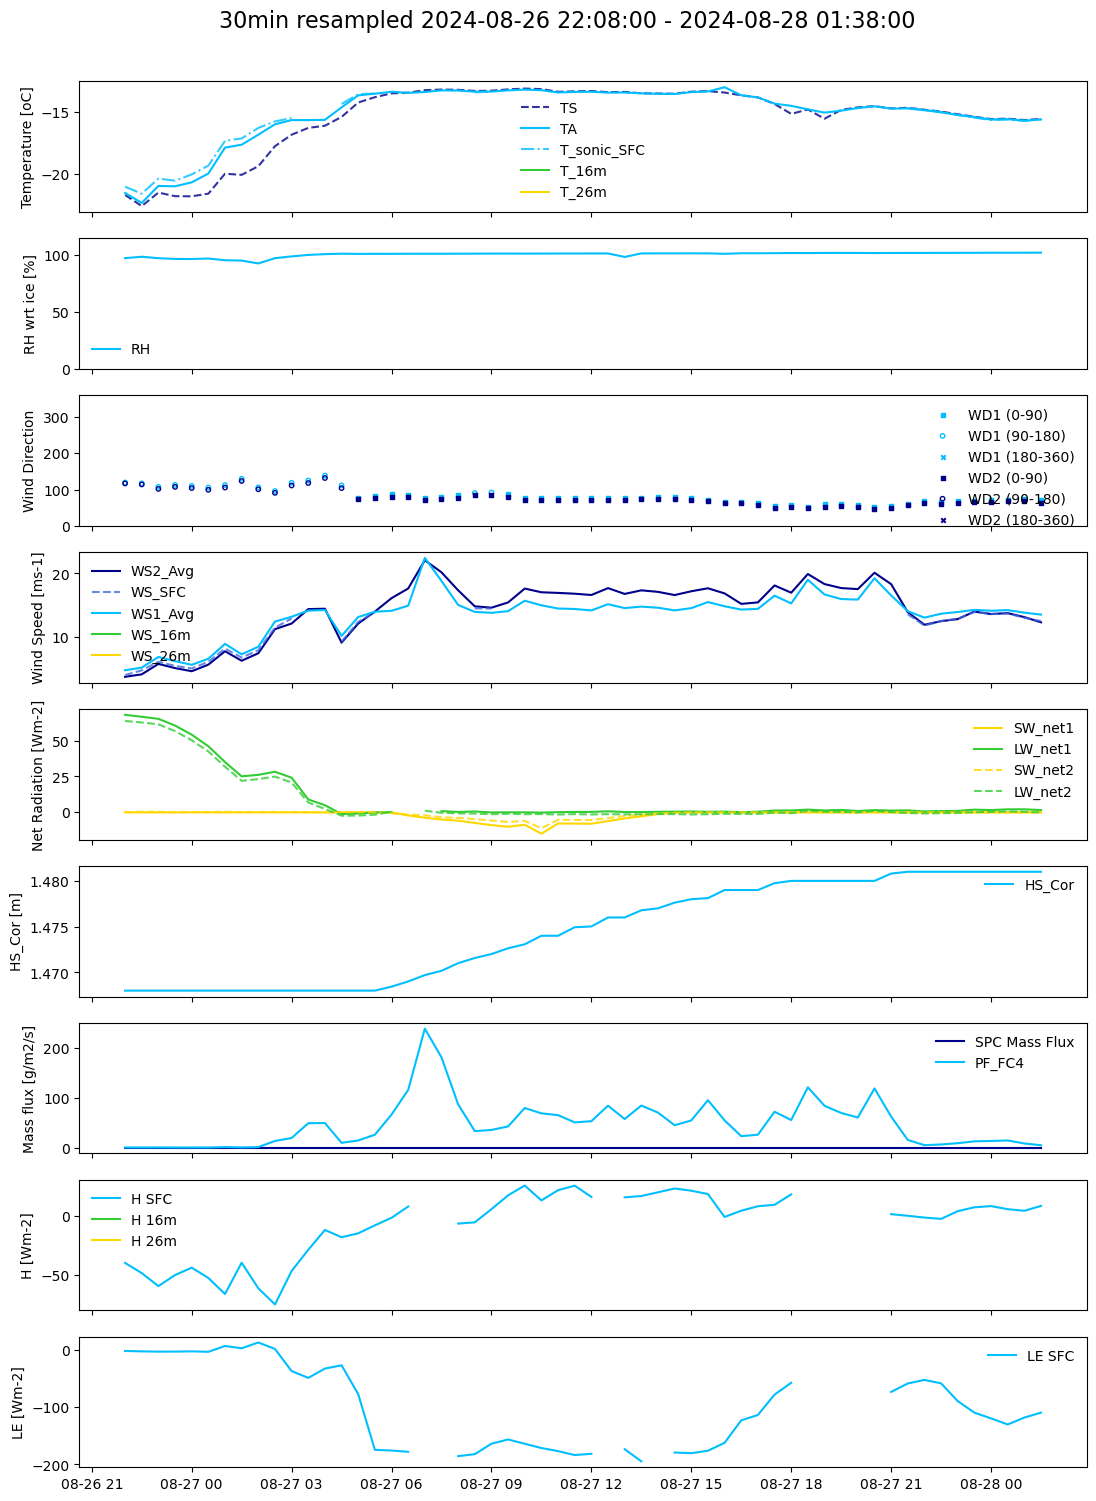 30min resampled 2024-08-26 22:08:00 - 2024-08-28 01:38:00
Temperature [oC]
−15
−20
TS
TA
T_sonic_SFC
T_16m
T_26m
RH wrt ice [%]
100
50
0
RH
Wind Direction
300
200
100
0
WD1 (0-90)
WD1 (90-180)
WD1 (180-360)
WD2 (0-90)
WD2 (90-180)
WD2 (180-360)
Wind Speed [ms-1]
20
10
WS2_Avg
WS_SFC
WS1_Avg
WS_16m
WS_26m
Net Radiation [Wm-2]
50
25
0
SW_net1
LW_net1
SW_net2
LW_net2
HS_Cor [m]
1.480
1.475
1.470
HS_Cor
Mass flux [g/m2/s]
200
100
0
SPC Mass Flux
PF_FC4
H [Wm-2]
0
−50
H SFC
H 16m
H 26m
LE [Wm-2]
0
−100
−200
LE SFC
08-26 21 08-27 00 08-27 03 08-27 06 08-27 09 08-27 12 08-27 15 08-27 18 08-27 21 08-28 00